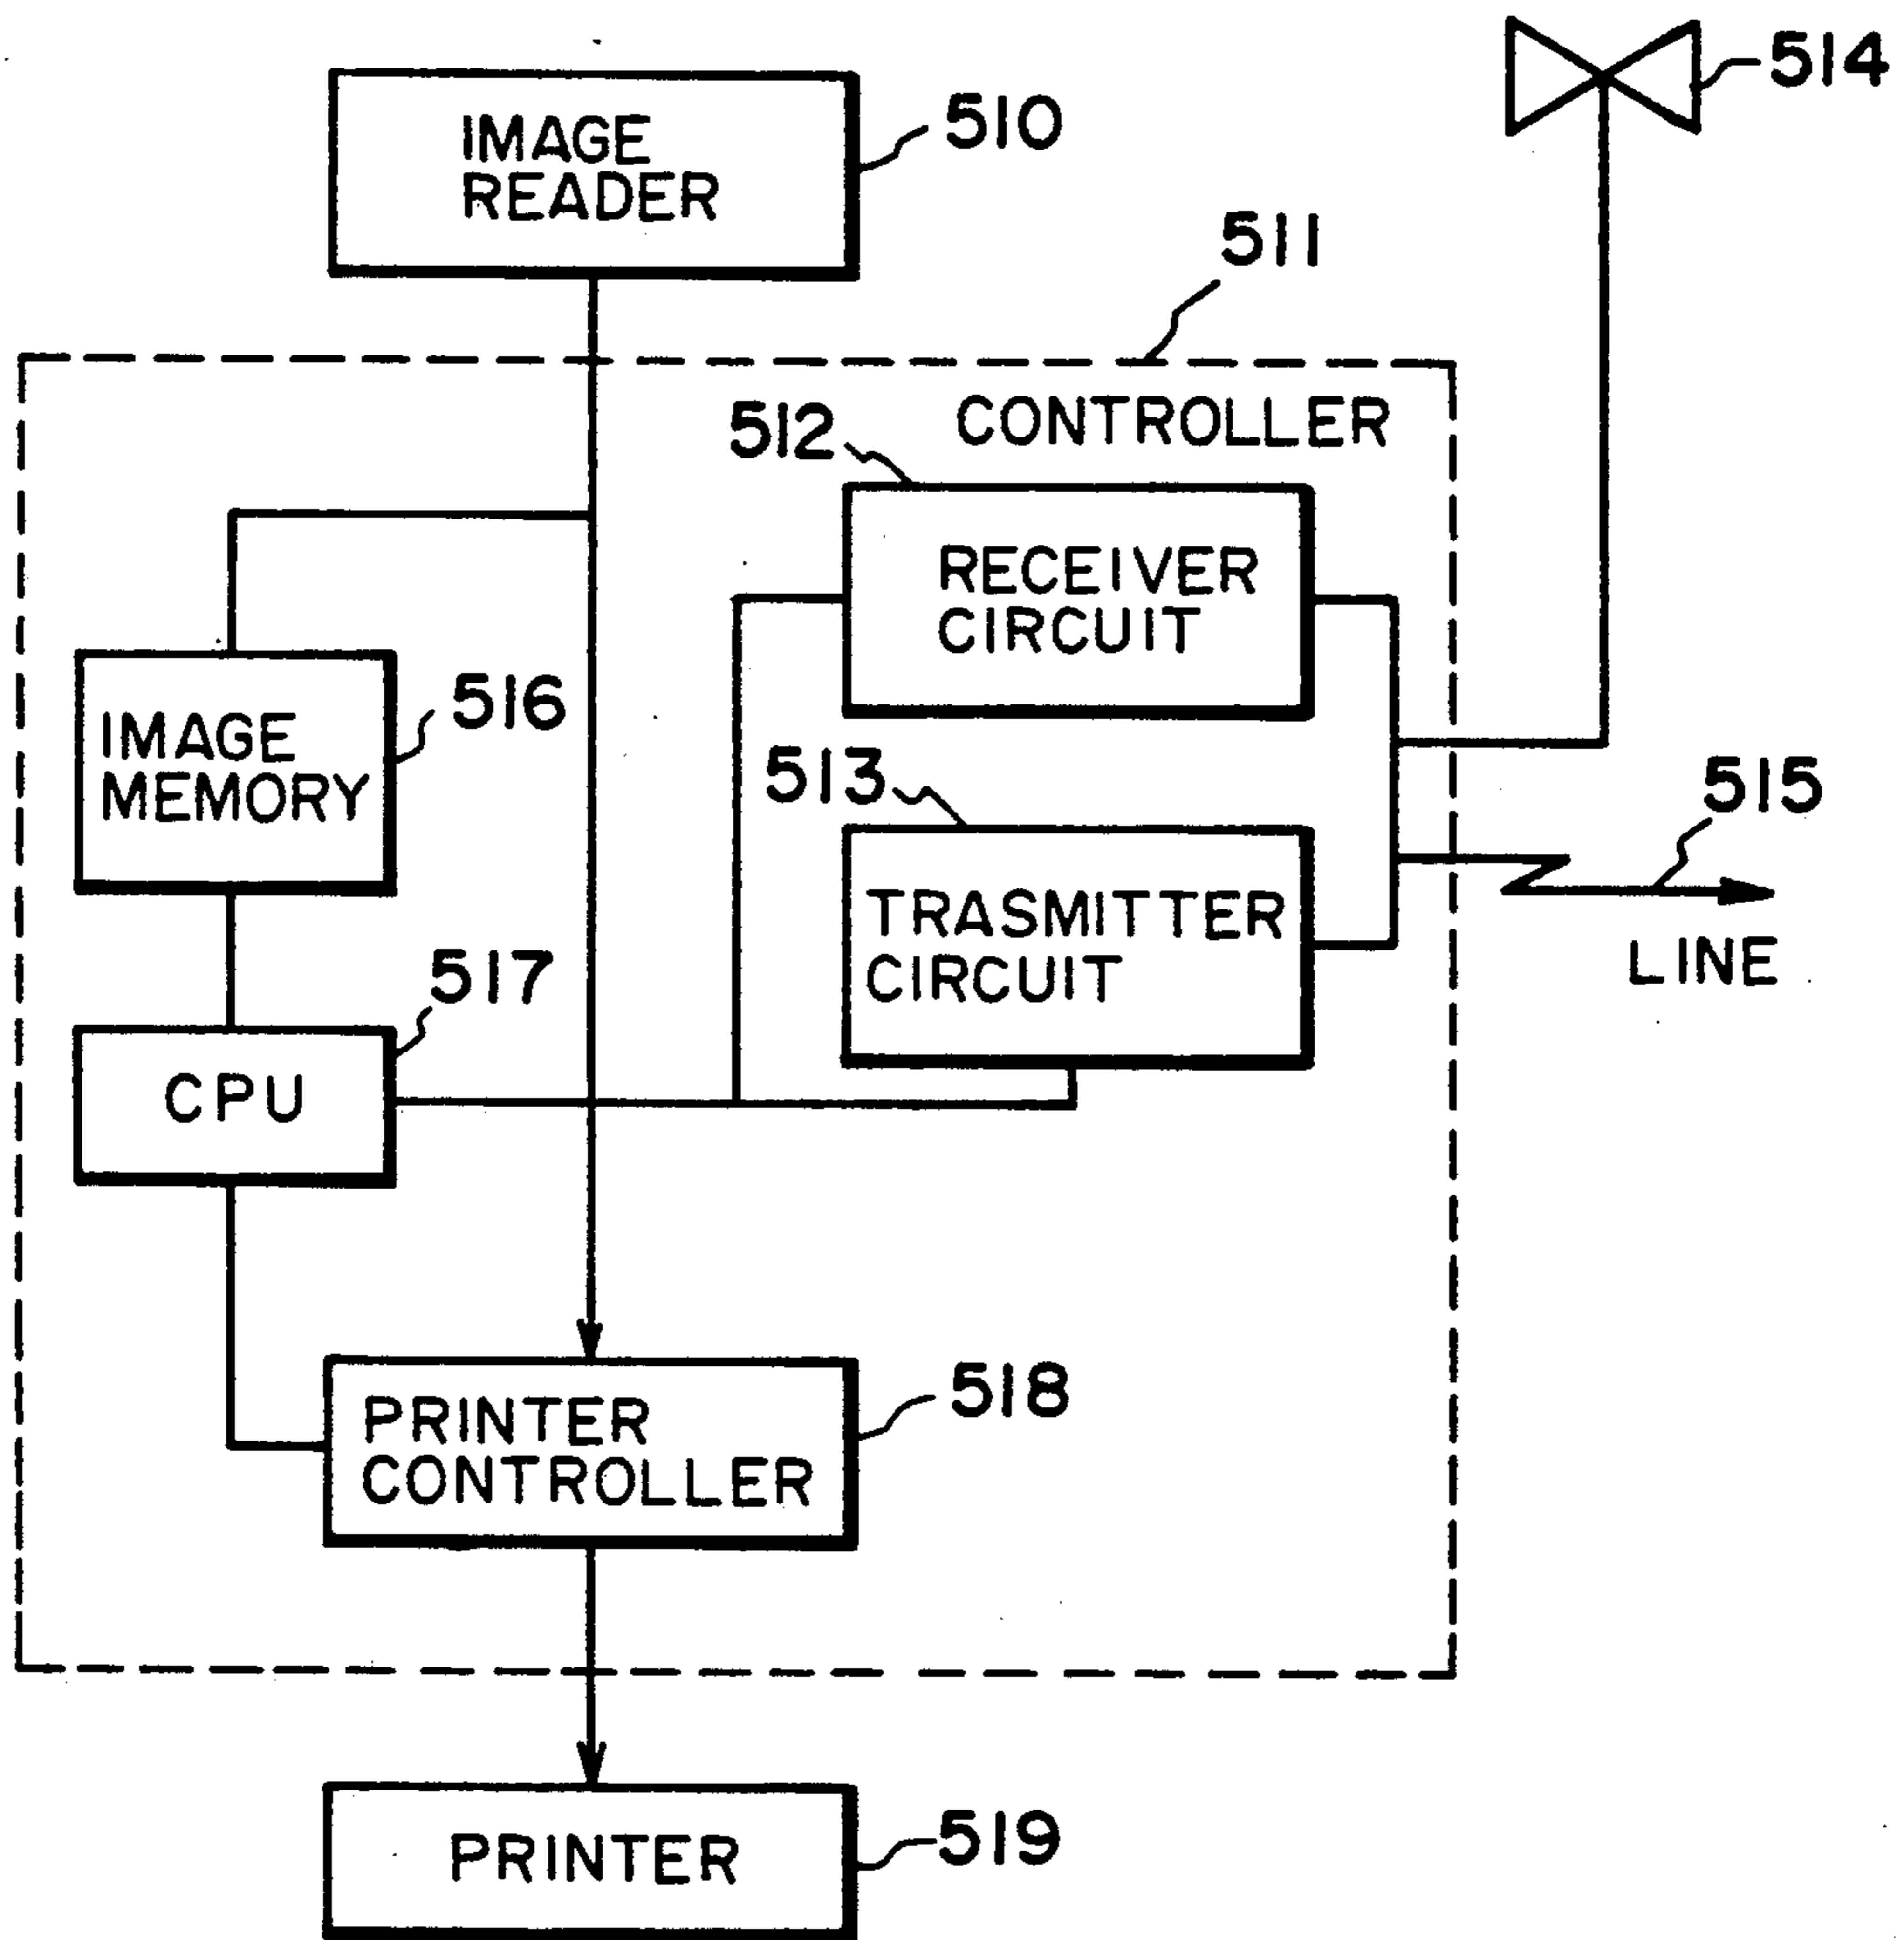 514
IMAGE
READER
510
511
CONTROLLER
512
RECEIVER
CIRCUIT
IMAGE
MEMORY
516
513
TRASMITTER
CIRCUIT
515
LINE
517
CPU
PRINTER
CONTROLLER
518
PRINTER
519